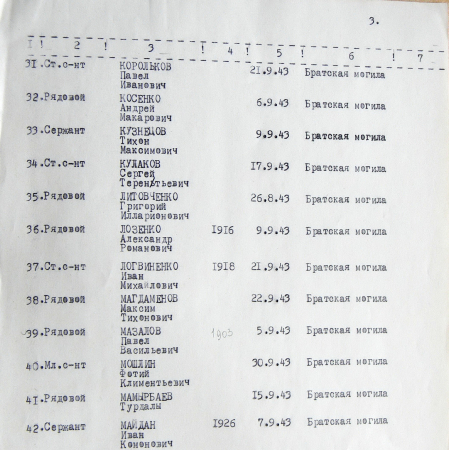 3.
I ! 2 ! 3 ! 4 ! 5 ! 6 ! 7
31.Ст.с-нт КОРОЛЬКОВ 21.9.43 Братская могила
Павел
Иванович
32.Рядовой КОСЕНКО 6.9.43 Братская могила
Андрей
Макарович
33.Сержант КУЗНЕЦОВ 9.9.43 Братская могила
Тихон
Максимович
34.Ст.с-нт КУЛАКОВ 17.9.43 Братская могила
Сергей
Терентьевич
35.Рядовой ЛИТОВЧЕНКО 26.8.43 Братская могила
Григорий
Илларионович
36.Рядовой ЛОЗЕНКО 1916 9.9.43 Братская могила
Александр
Романович
37.Ст.с-нт ЛОГВИНЕНКО 1918 21.9.43 Братская могила
Иван
Михайлович
38.Рядовой МАГДАМЕНОВ 22.9.43 Братская могила
Максим
Тихонович
39.Рядовой МАЗАЛОВ 1903 5.9.43 Братская могила
Павел
Васильевич
40.Мл.с-нт МОШЛИН 30.9.43 Братская могила
Фотий
Климентьевич
41.Рядовой МАМЫРБАЕВ 15.9.43 Братская могила
Турдалы
42.Сержант МАЙДАН 1926 7.9.43 Братская могила
Иван
Кононович